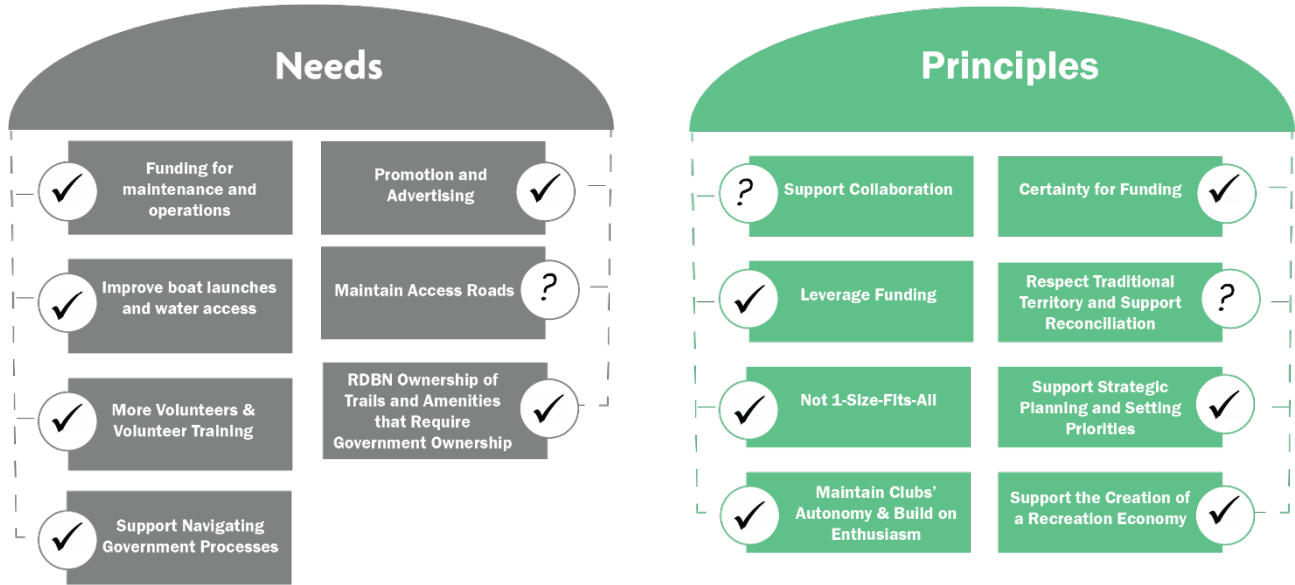 Needs
Funding for
maintenance and
operations
✓
Improve boat launches
and water access
✓
More Volunteers &
Volunteer Training
✓
Support Navigating
Government Processes
✓
Promotion and
Advertising
✓
Maintain Access Roads
?
RDBN Ownership of
Trails and Amenities
that Require
Government Ownership
✓
Principles
?
Support Collaboration
✓
Leverage Funding
✓
Not 1-Size-Fits-All
✓
Maintain Clubs'
Autonomy & Build on
Enthusiasm
Certainty for Funding
✓
Respect Traditional
Territory and Support
Reconciliation
?
Support Strategic
Planning and Setting
Priorities
✓
Support the Creation of
a Recreation Economy
✓